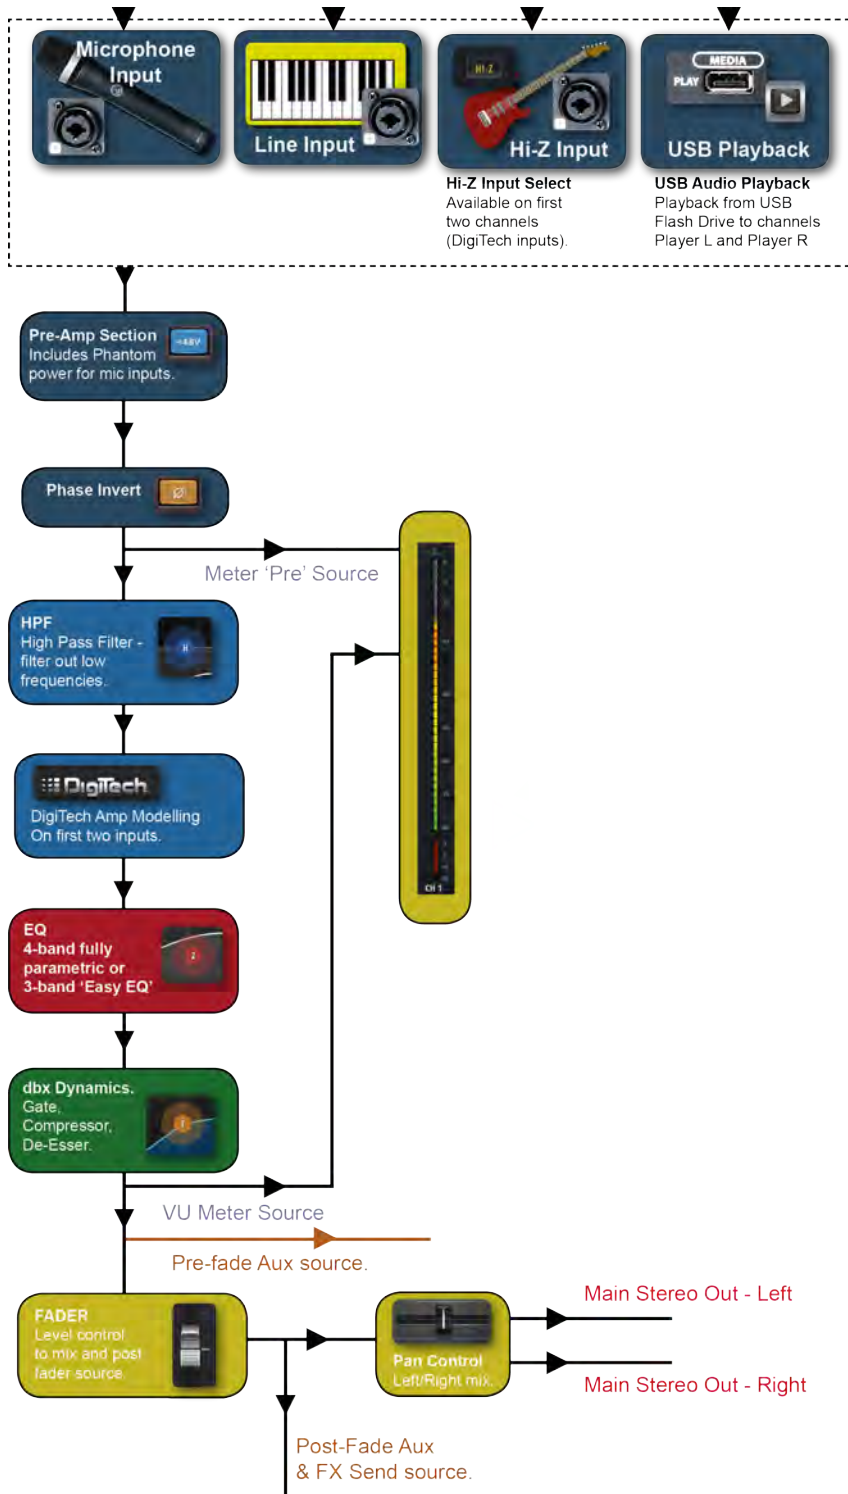 Microphone
Input
Line Input
HI-Z
Hi-Z Input
MEDIA
PLAY
USB Playback
Hi-Z Input Select
Available on first
two channels
(DigiTech inputs).
USB Audio Playback
Playback from USB
Flash Drive to channels
Player L and Player R
Pre-Amp Section
Includes Phantom
power for mic inputs.
+48V
Phase Invert
Ø
Meter ‘Pre’ Source
HPF
High Pass Filter -
filter out low
frequencies.
H
DigiTech
DigiTech Amp Modelling
On first two inputs.
CH 1
EQ
4-band fully
parametric or
3-band ‘Easy EQ’
2
dbx Dynamics.
Gate,
Compressor,
De-Esser.
VU Meter Source
Pre-fade Aux source.
FADER
Level control
to mix and post
fader source
Pan Control
Left/Right mix.
Main Stereo Out - Left
Main Stereo Out - Right
Post-Fade Aux
& FX Send source.